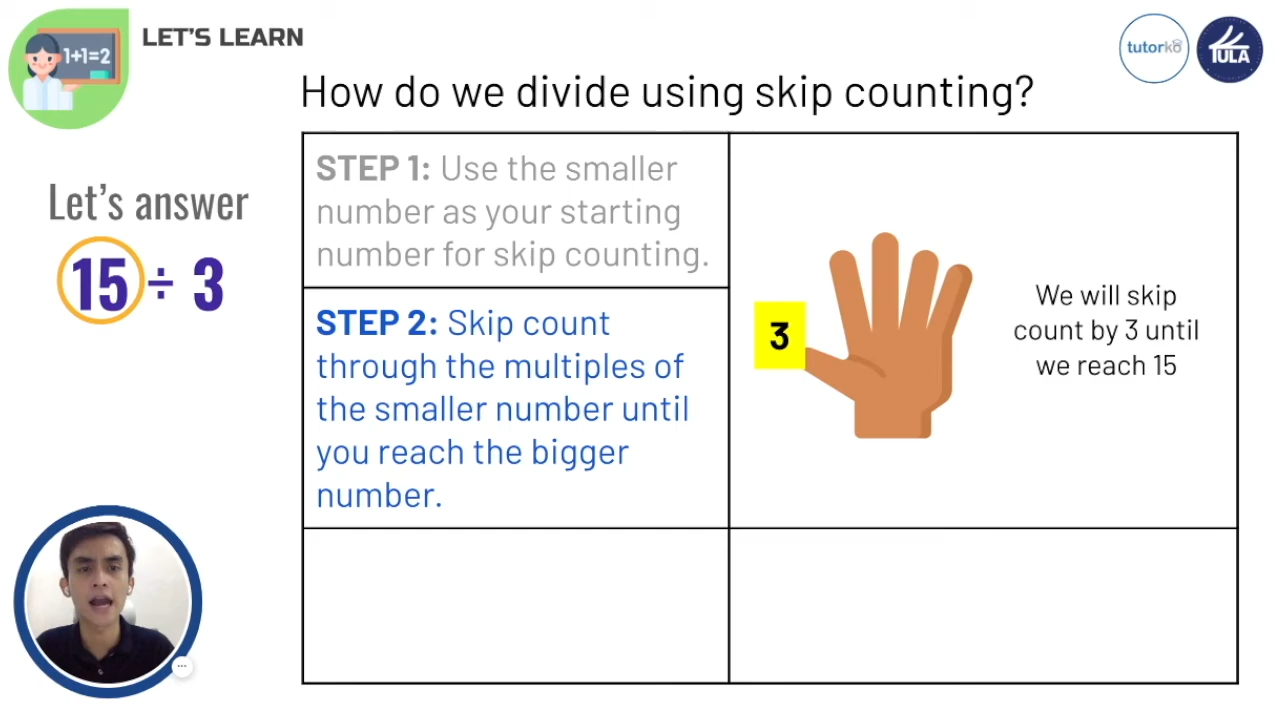 1+1=2
LET'S LEARN
tutorko
TULA
How do we divide using skip counting?
Let's answer
15 ÷ 3
STEP 1: Use the smaller
number as your starting
number for skip counting.
STEP 2: Skip count
through the multiples of
the smaller number until
you reach the bigger
number.
3
We will skip
count by 3 until
we reach 15